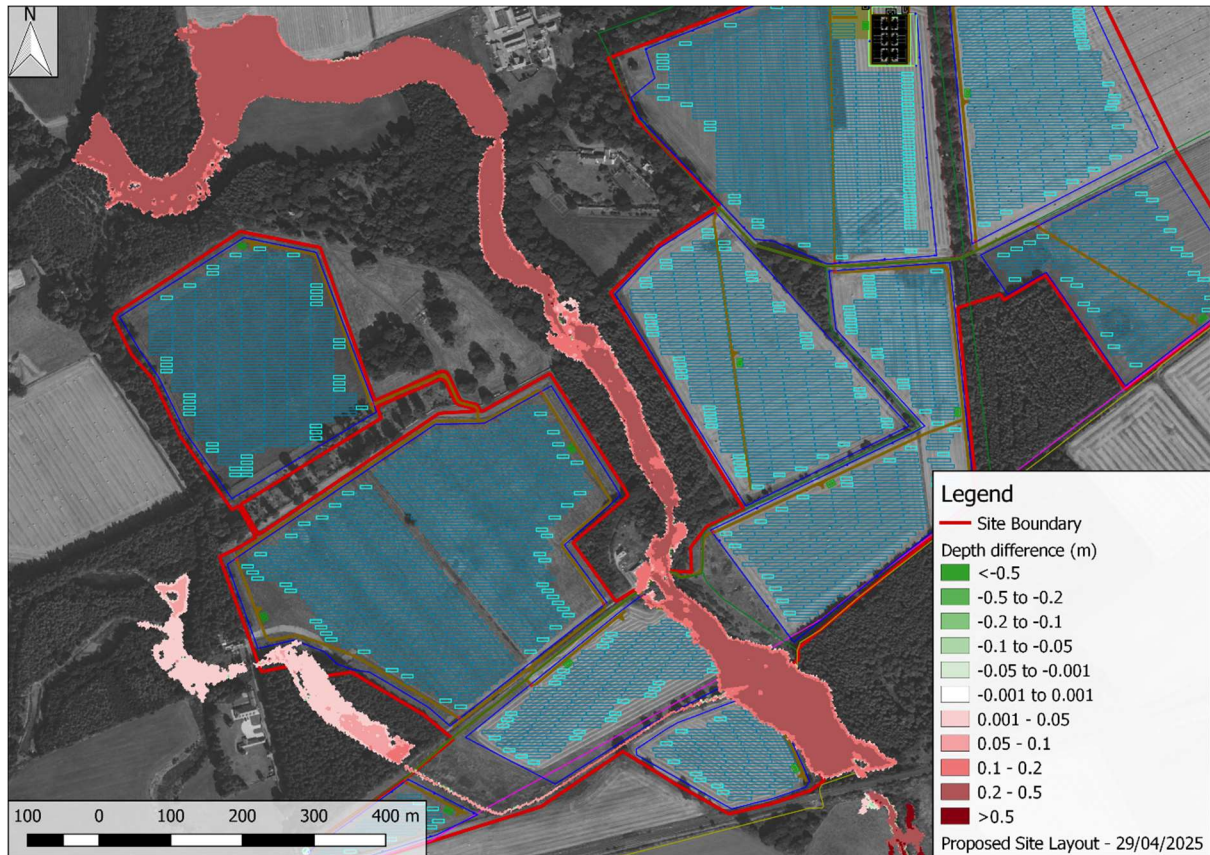 N
Legend
Site Boundary
Depth difference (m)
<-0.5
-0.5 to -0.2
-0.2 to -0.1
-0.1 to -0.05
-0.05 to -0.001
-0.001 to 0.001
0.001 - 0.05
0.05 - 0.1
0.1 - 0.2
0.2 - 0.5
>0.5
Proposed Site Layout - 29/04/2025
100 0 100 200 300 400 m